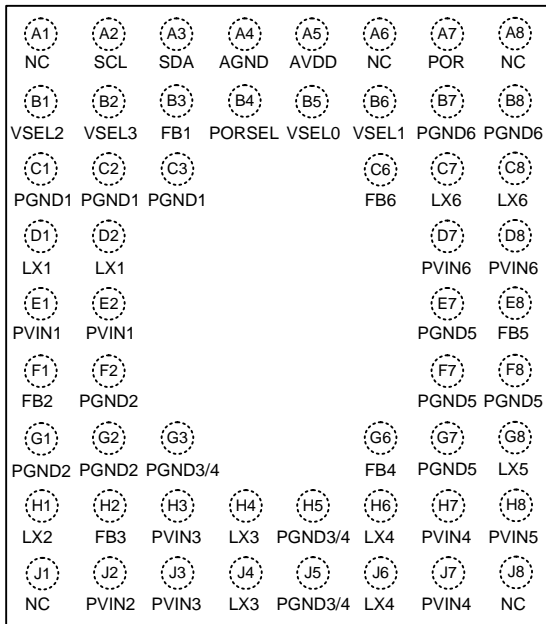 A1 A2 A3 A4 A5 A6 A7 A8
NC SCL SDA AGND AVDD NC POR NC
B1 B2 B3 B4 B5 B6 B7 B8
VSEL2 VSEL3 FB1 PORSEL VSEL0 VSEL1 PGND6 PGND6
C1 C2 C3 C6 C7 C8
PGND1 PGND1 PGND1 FB6 LX6 LX6
D1 D2 D7 D8
LX1 LX1 PVIN6 PVIN6
E1 E2 E7 E8
PVIN1 PVIN1 PGND5 FB5
F1 F2 F7 F8
FB2 PGND2 PGND5 PGND5
G1 G2 G3 G6 G7 G8
PGND2 PGND2 PGND3/4 FB4 PGND5 LX5
H1 H2 H3 H4 H5 H6 H7 H8
LX2 FB3 PVIN3 LX3 PGND3/4 LX4 PVIN4 PVIN5
J1 J2 J3 J4 J5 J6 J7 J8
NC PVIN2 PVIN3 LX3 PGND3/4 LX4 PVIN4 NC